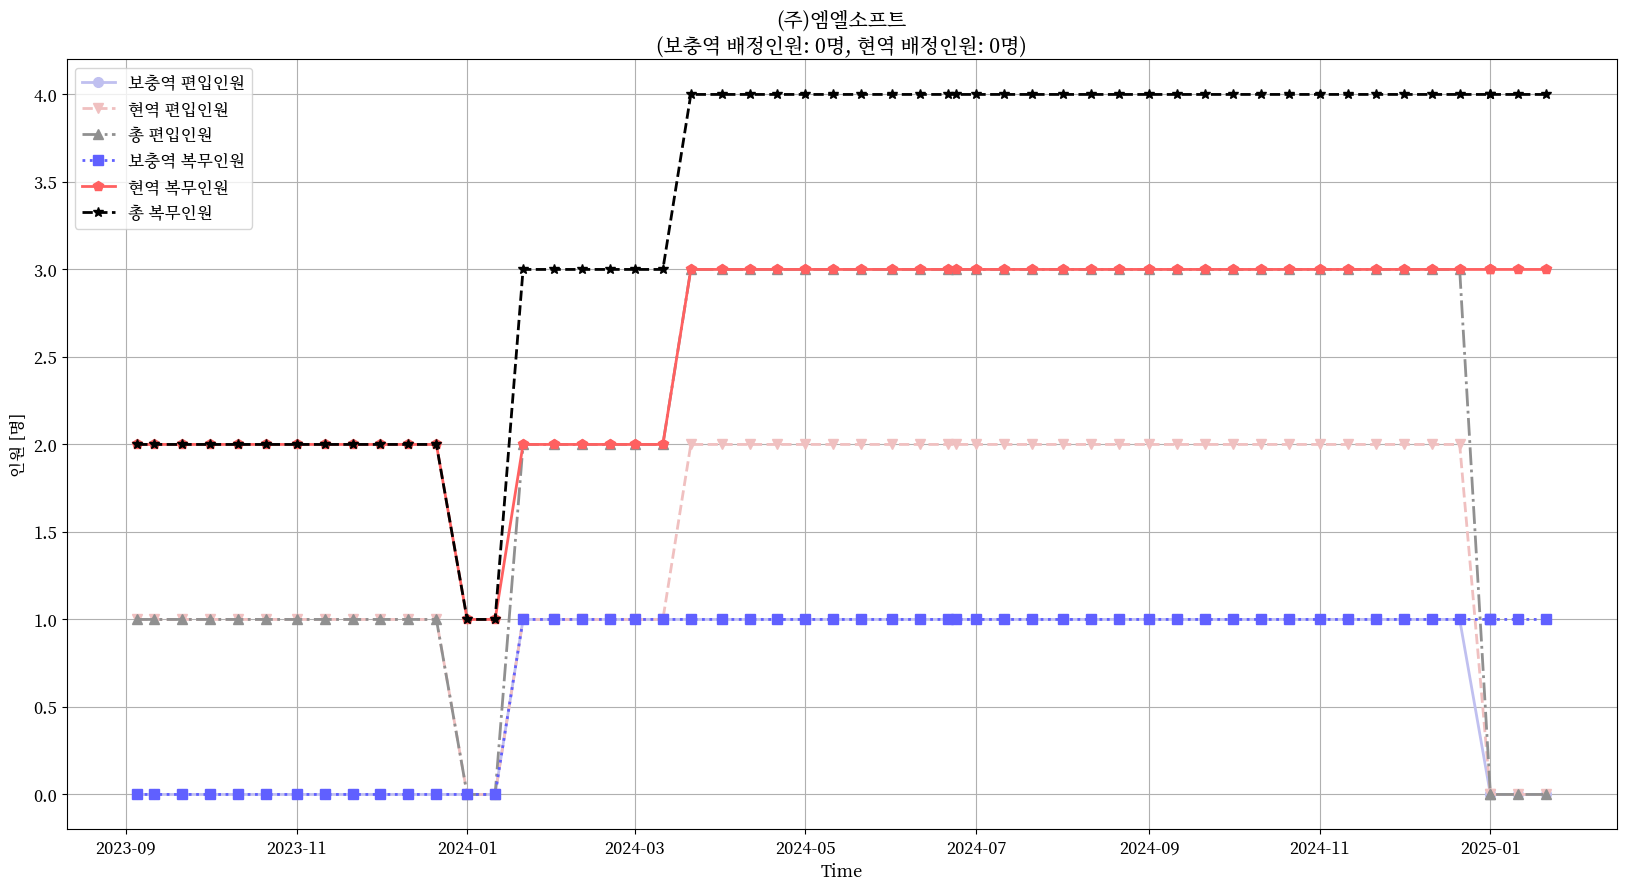 (주)엠엘소프트
(보충역 배정인원: 0명, 현역 배정인원: 0명)
보충역 편입인원
현역 편입인원
총 편입인원
보충역 복무인원
현역 복무인원
총 복무인원
4.0
3.5
3.0
2.5
2.0
1.5
1.0
0.5
0.0
인원 [명]
2023-09 2023-11 2024-01 2024-03 2024-05 2024-07 2024-09 2024-11 2025-01
Time